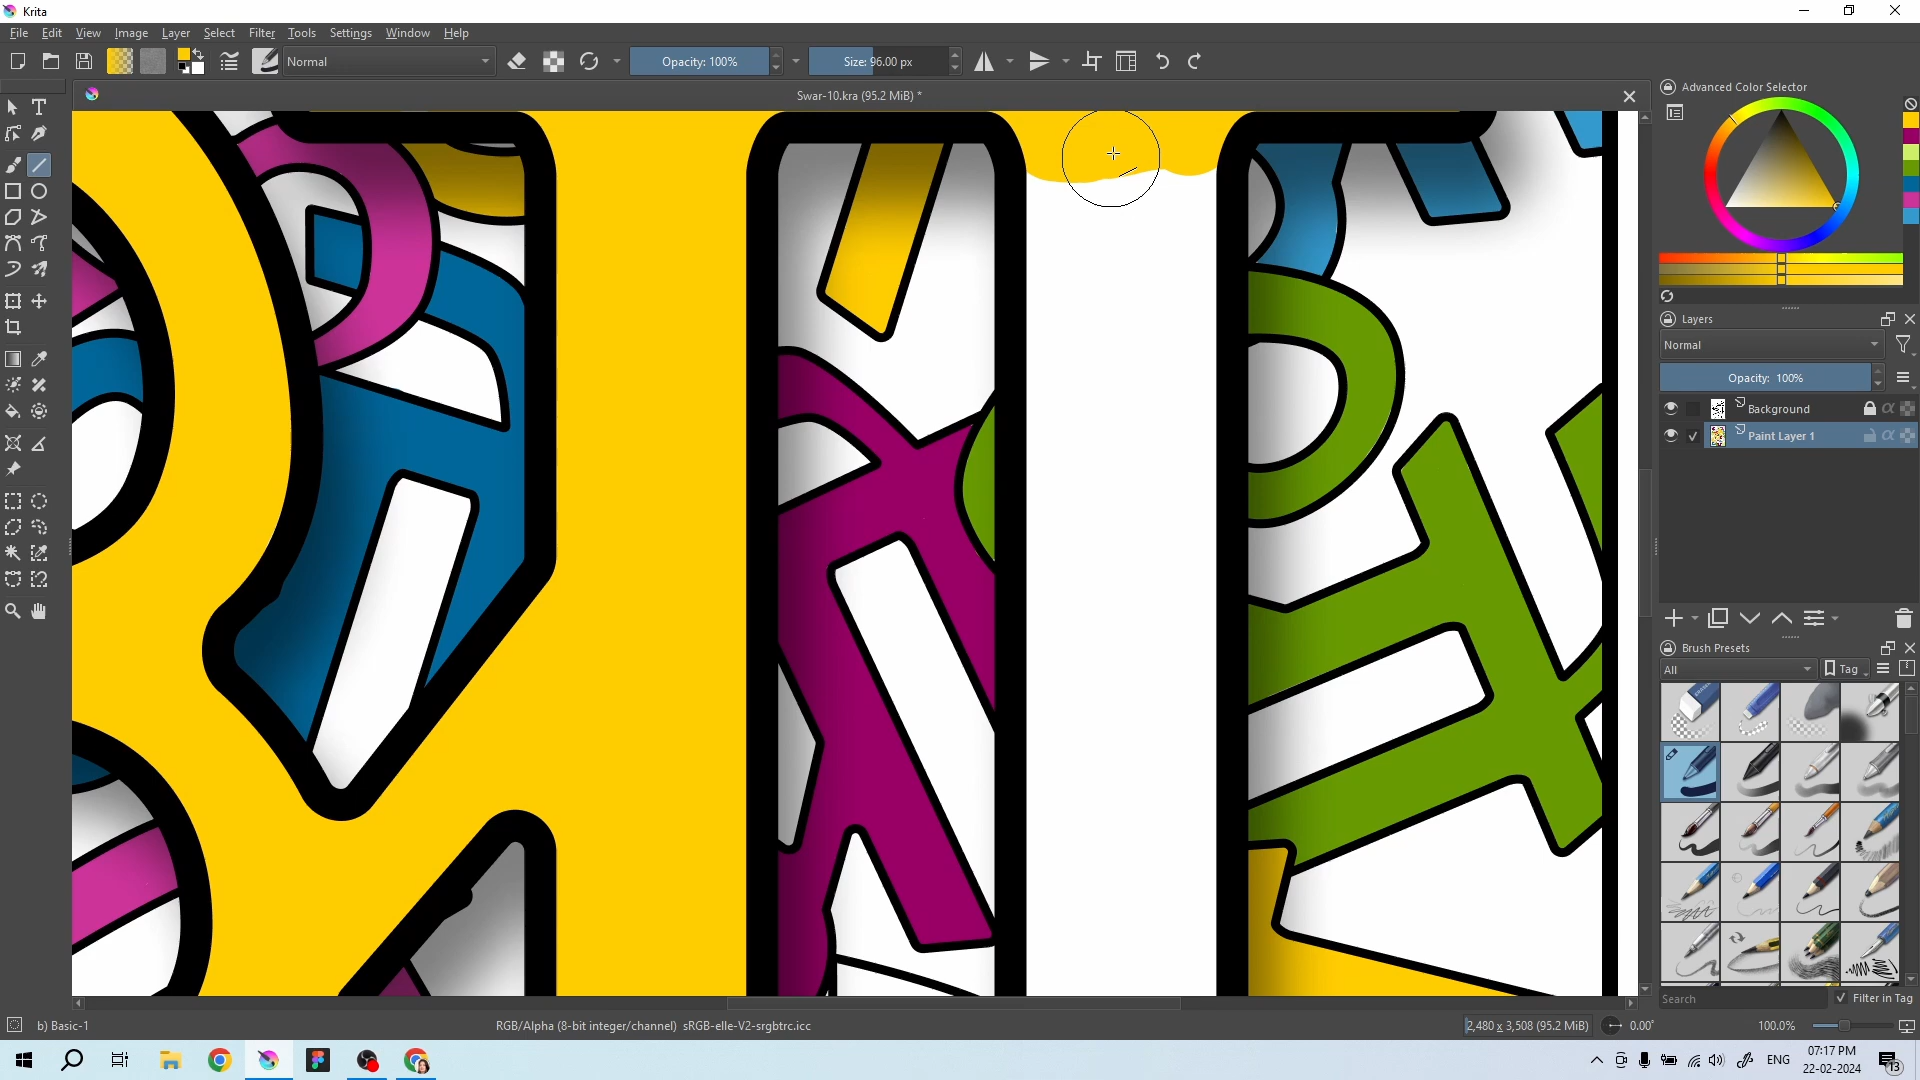 Krita
File Edit View Image Layer Select Filter Tools Settings Window Help
Normal
Opacity: 100%
Size: 96.00 px
Swar-10.kra (95.2 MiB) *
Advanced Color Selector
Layers
Normal
Opacity: 100%
Background
Paint Layer 1
Brush Presets
All
Tag
Search
Filter in Tag
b) Basic-1
RGB/Alpha (8-bit integer/channel) sRGB-elle-V2-srgbtrc.icc
2,480 x 3,508 (95.2 MiB)
0.00°
100.0%
ENG
07:17 PM
22-02-2024
13